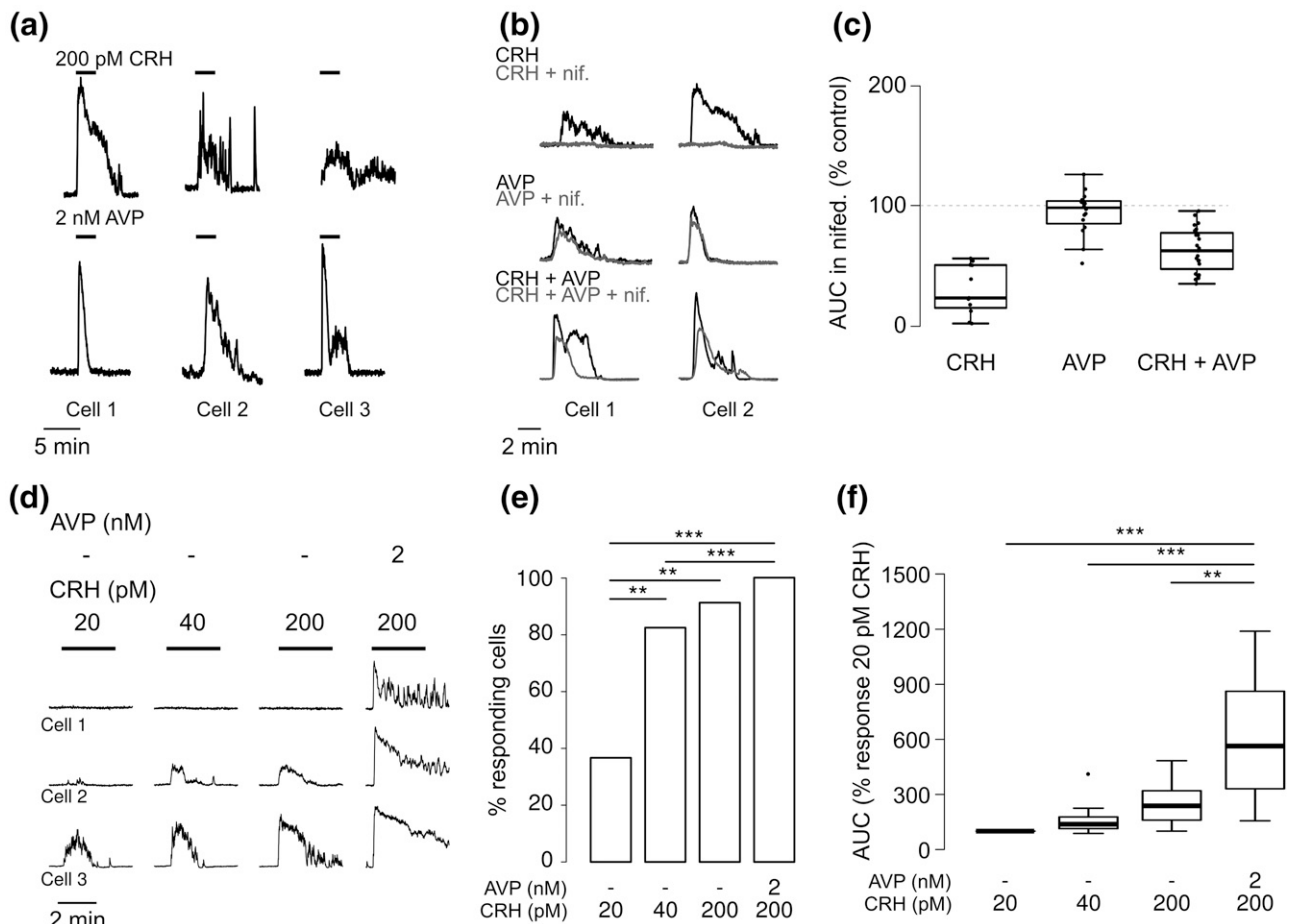 (a)
200 pM CRH
2 nM AVP
Cell 1 Cell 2 Cell 3
5 min
(b)
CRH
CRH + nif.
AVP
AVP + nif.
CRH + AVP
CRH + AVP + nif.
Cell 1 Cell 2
2 min
(c)
AUC in nifed. (% control)
200
100
0
CRH AVP CRH + AVP
(d)
AVP (nM)
- - - 2
CRH (pM)
20 40 200 200
Cell 1
Cell 2
Cell 3
2 min
(e)
% responding cells
***
***
**
**
100
80
60
40
20
0
AVP (nM) - - - 2
CRH (pM) 20 40 200 200
(f)
AUC (% response 20 pM CRH)
***
***
**
1500
1200
900
600
300
0
AVP (nM) - - - 2
CRH (pM) 20 40 200 200